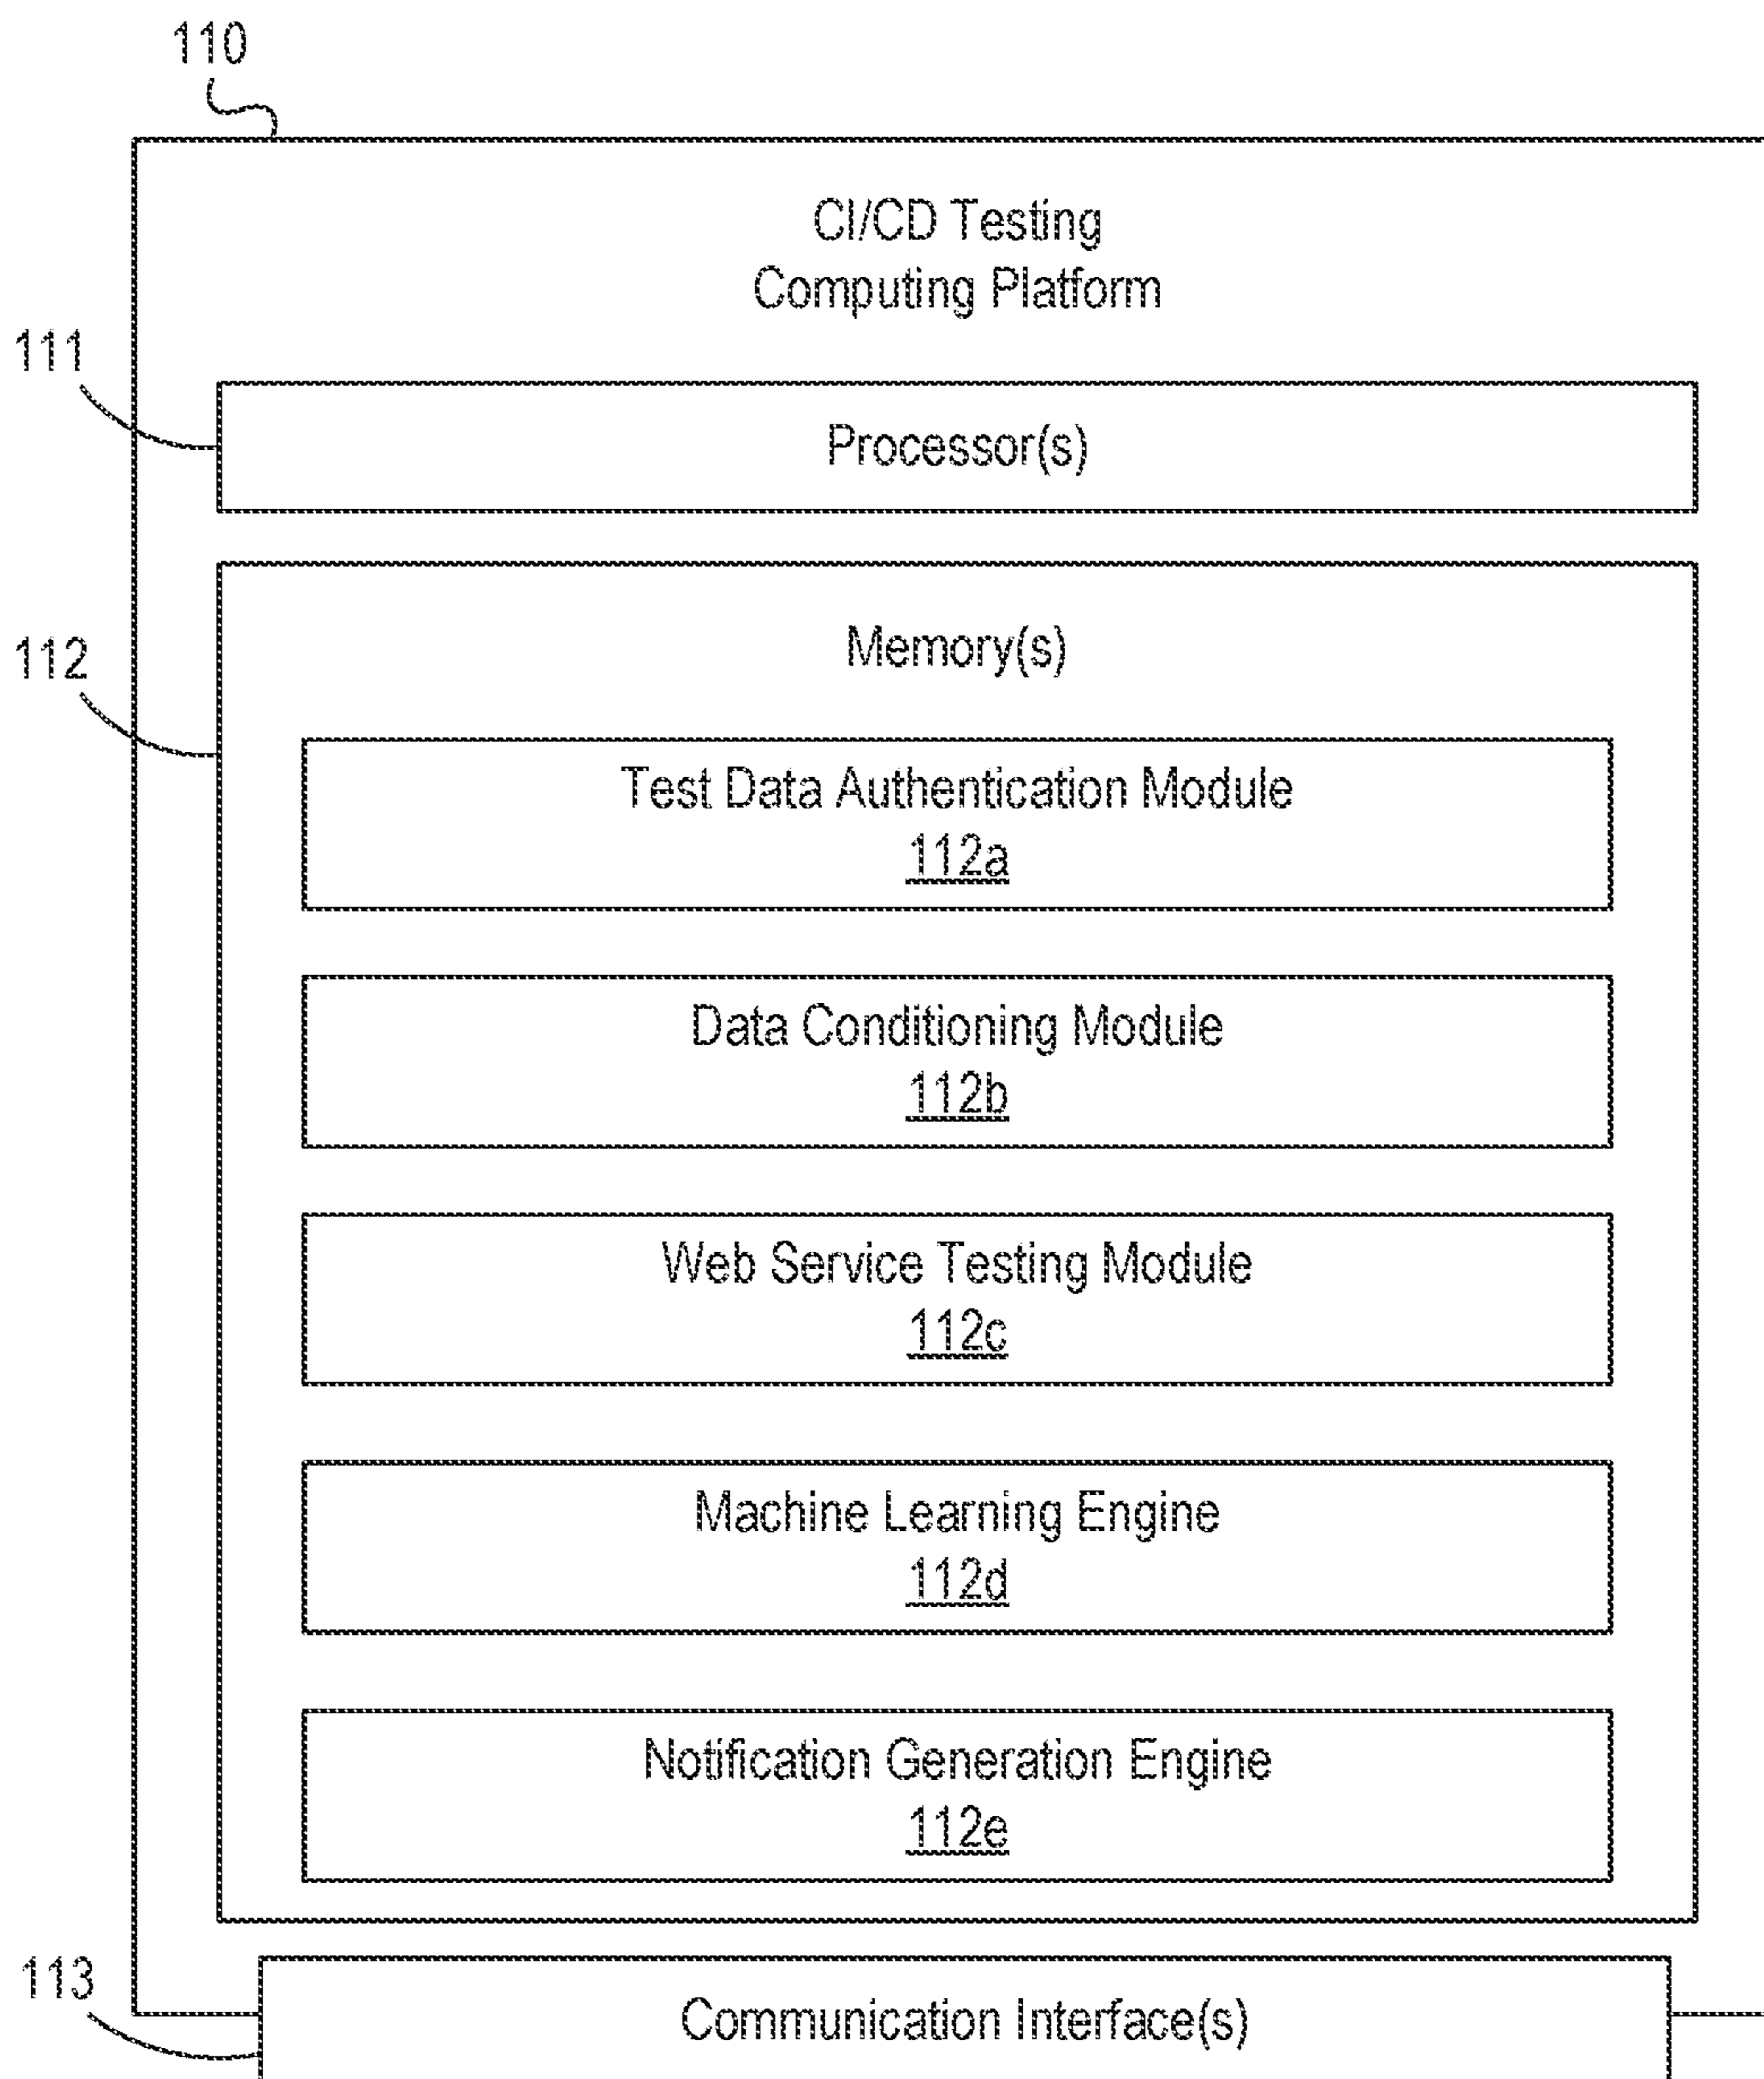 110
CI/CD Testing
Computing Platform
111
Processor(s)
112
Memory(s)
Test Data Authentication Module
112a
Data Conditioning Module
112b
Web Service Testing Module
112c
Machine Learning Engine
112d
Notification Generation Engine
112e
113
Communication Interface(s)